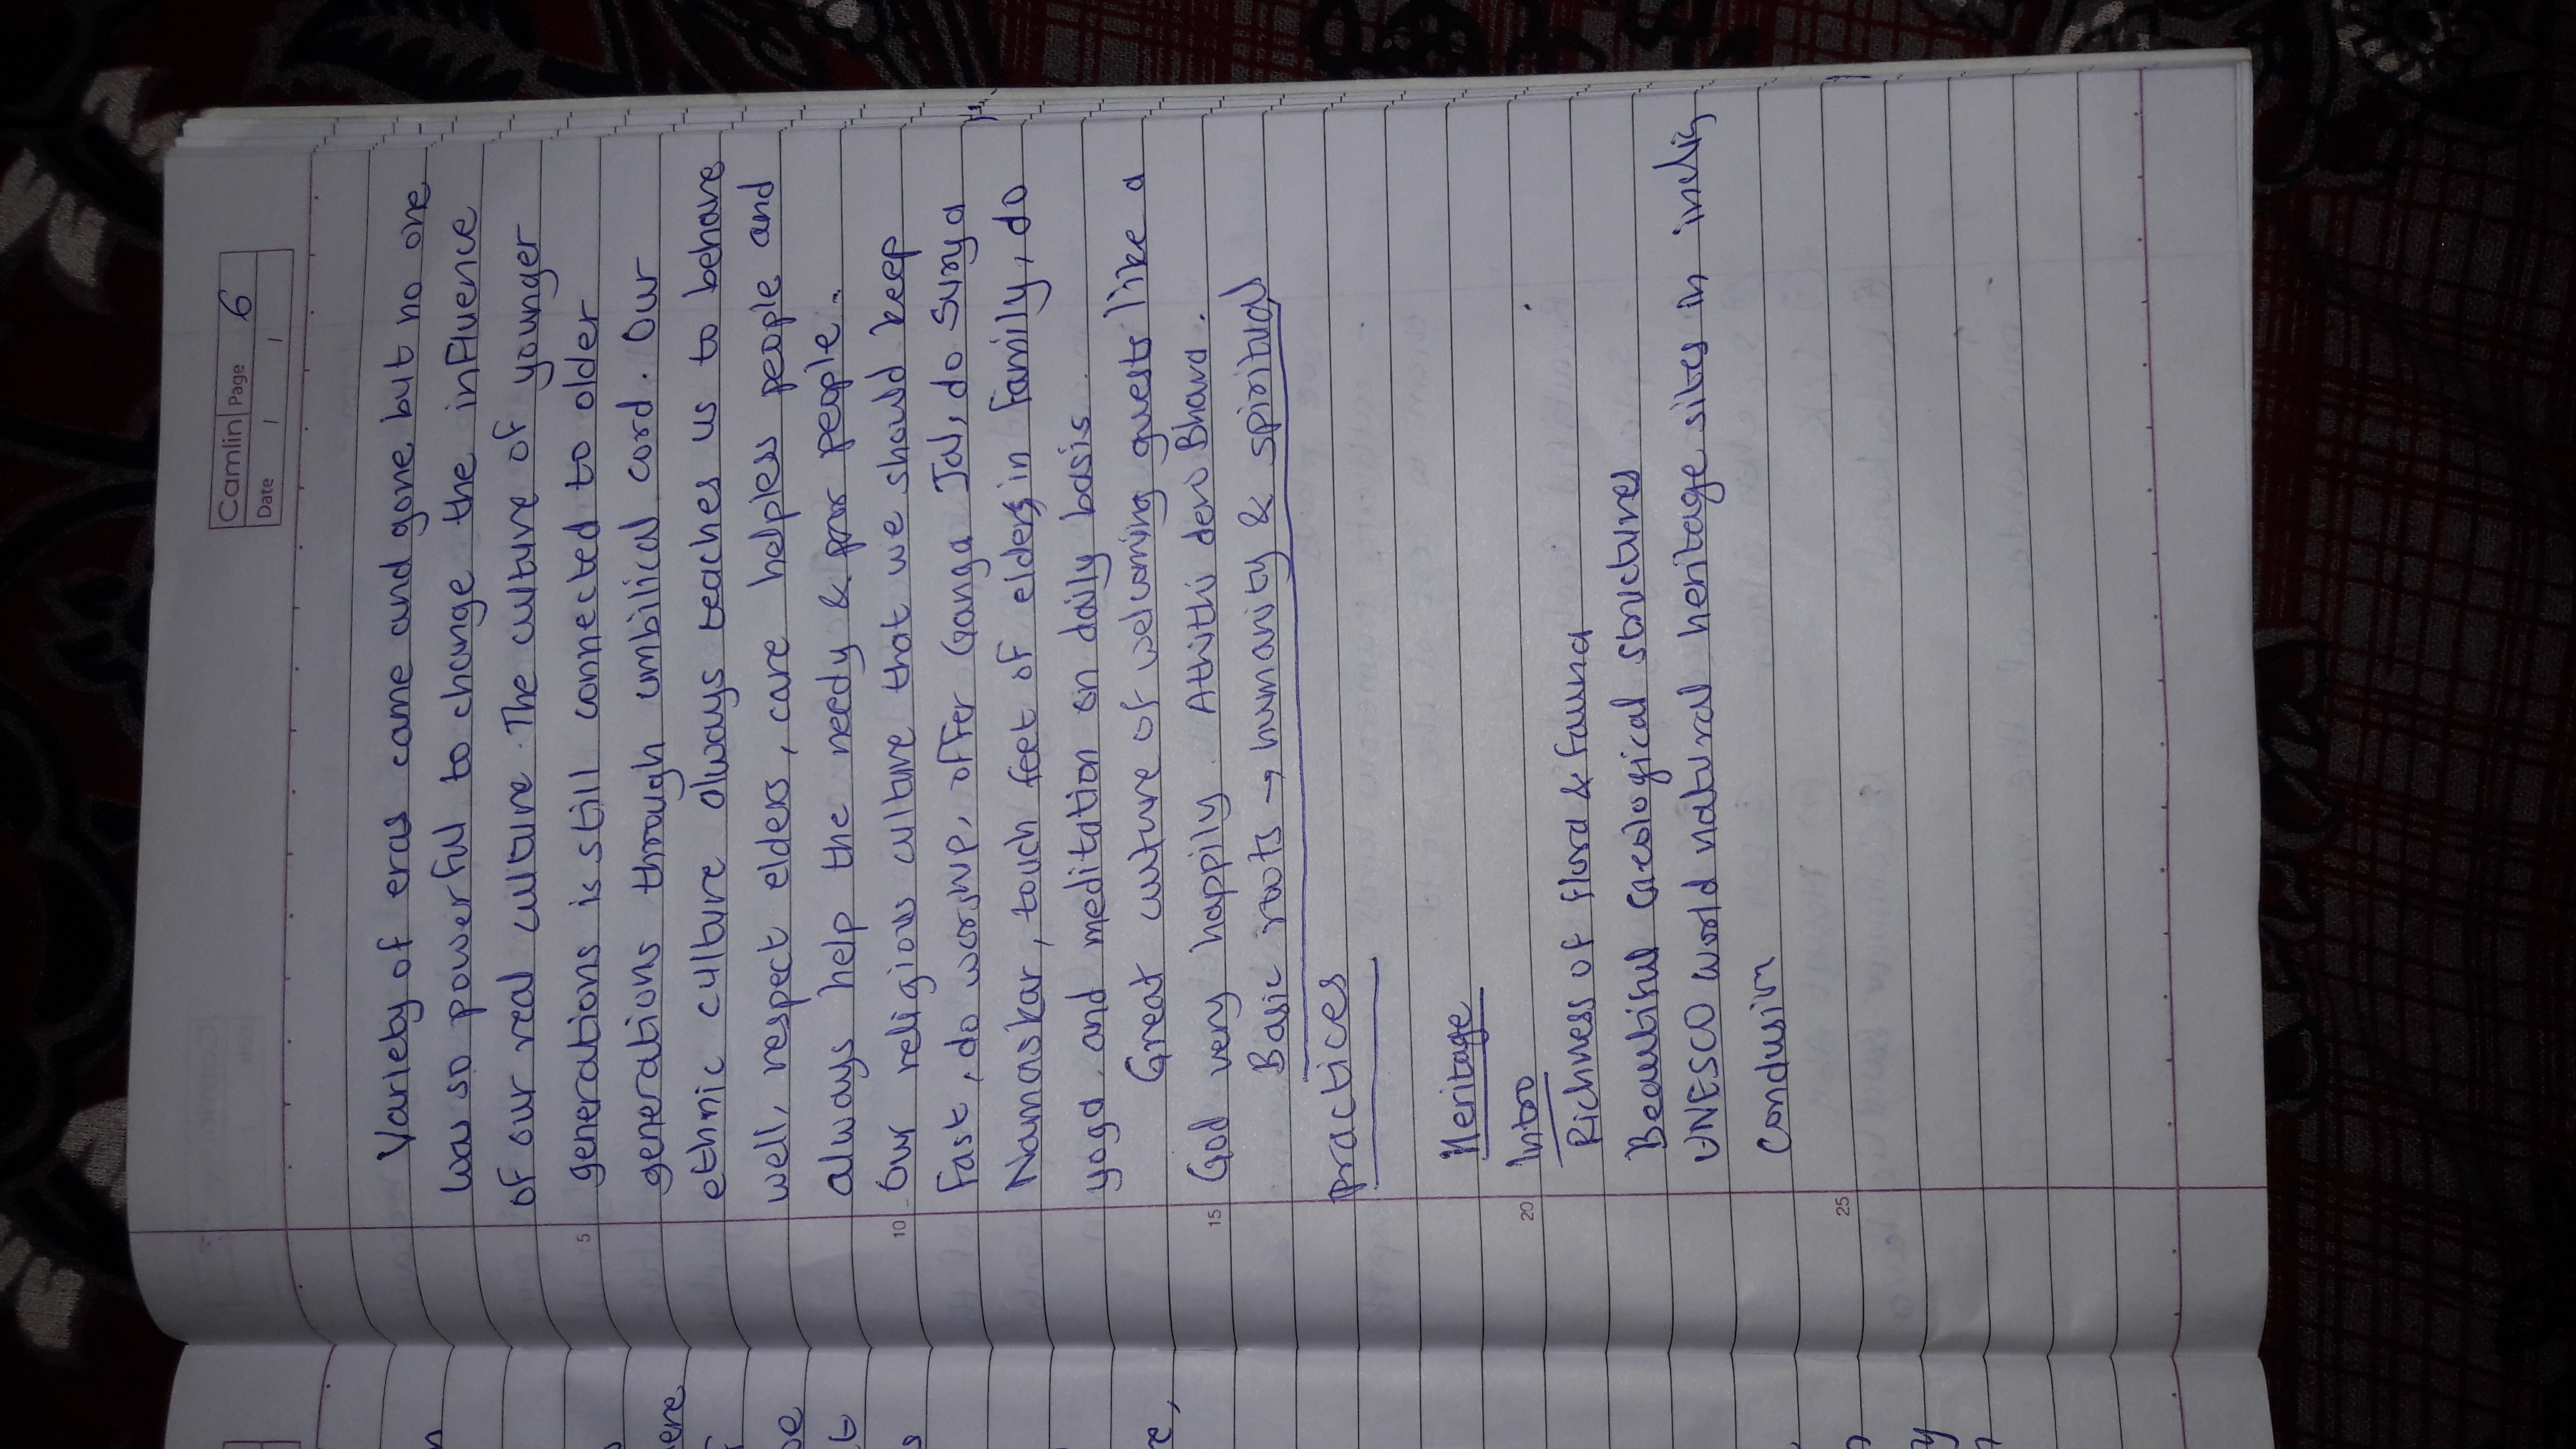 Camlin Page 6
Date / /
Variety of eras came and gone but no one
was so powerful to change the influence
of our real culture. The culture of younger
5 generations is still connected to older
generations through umbilical cord. Our
ethnic culture always teaches us to behave
well, respect elders, care helpless people and
always help the needy & poor people.
10 Our religious culture that we should keep
fast, do worship, offer Ganga Jal, do Surya
Namaskar, touch feet of elders in family, do
yoga and meditation on daily basis.
Great culture of welcoming guests like a
15 God very happily. Athithi devo Bhava.
Basic roots → humanity & spiritual
practices
Heritage
20 Intro
Richness of flora & fauna
Beautiful Geological structures
UNESCO world natural heritage sites in india
Conclusion
25